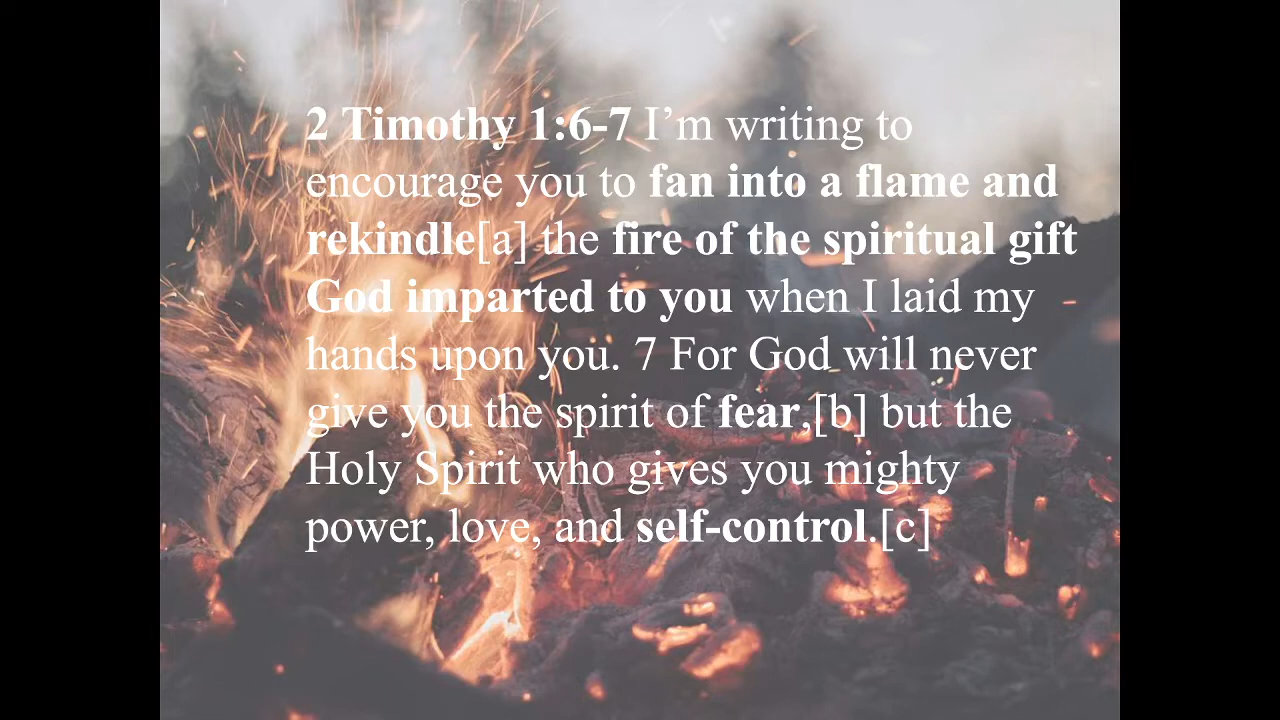 2 Timothy 1:6-7 I’m writing to
encourage you to fan into a flame and
rekindle[a] the fire of the spiritual gift
God imparted to you when I laid my
hands upon you. 7 For God will never
give you the spirit of fear,[b] but the
Holy Spirit who gives you mighty
power, love, and self-control.[c]